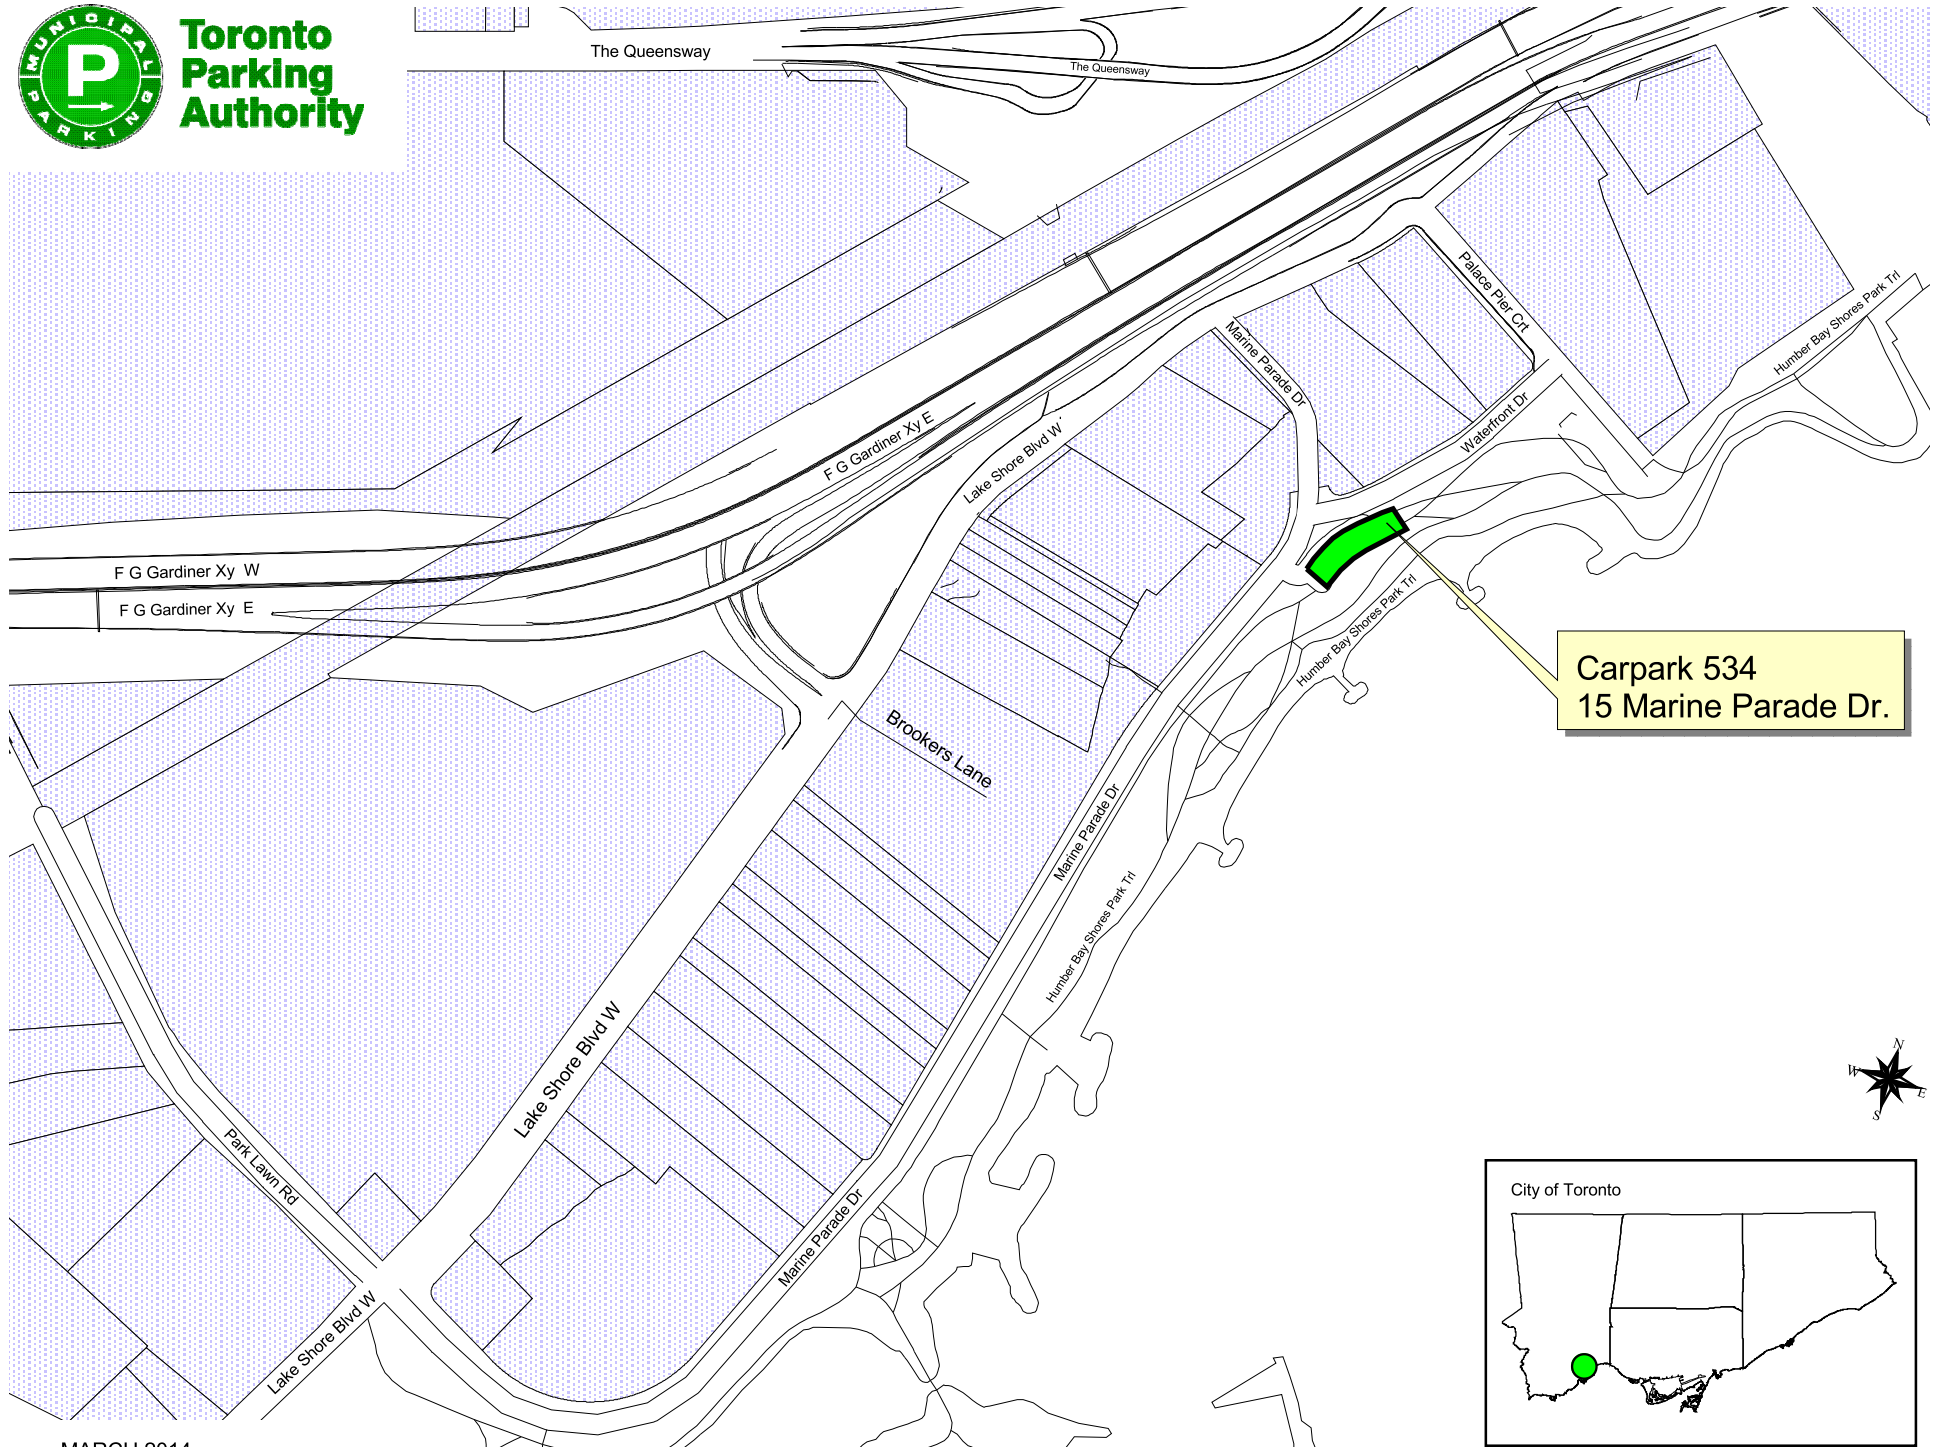 MUNICIPAL
PARKING
P
Toronto
Parking
Authority
The Queensway
The Queensway
Palace Pier Crt
Humber Bay Shores Park Trl
Marine Parade Dr
Waterfront Dr
F G Gardiner Xy E
Lake Shore Blvd W
F G Gardiner Xy W
F G Gardiner Xy E
Humber Bay Shores Park Trl
Carpark 534
15 Marine Parade Dr.
Brookers Lane
Marine Parade Dr
Humber Bay Shores Park Trl
Lake Shore Blvd W
Park Lawn Rd
Marine Parade Dr
Lake Shore Blvd W
N
W
E
S
City of Toronto
MARCH 2014